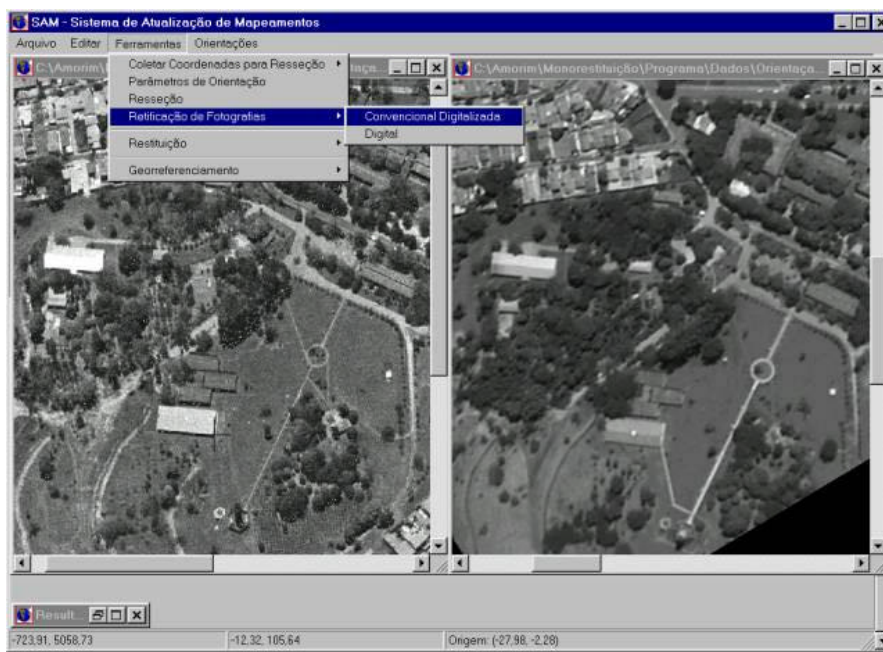 SAM - Sistema de Atualização de Mapeamentos
Arquivo Editar Ferramentas Orientações
C:\Amorim\
C:\Amorim\Monorestituição\Programa\Dados\Orientaça...
Coletar Coordenadas para Resseção
Parâmetros de Orientação
Resseção
Retificação de Fotografias
Convencional Digitalizada
Digital
Restituição
Georreferenciamento
Result...
-723,91, 5058,73
-12,32, 105,64
Origem: (-27,98, -2,28)